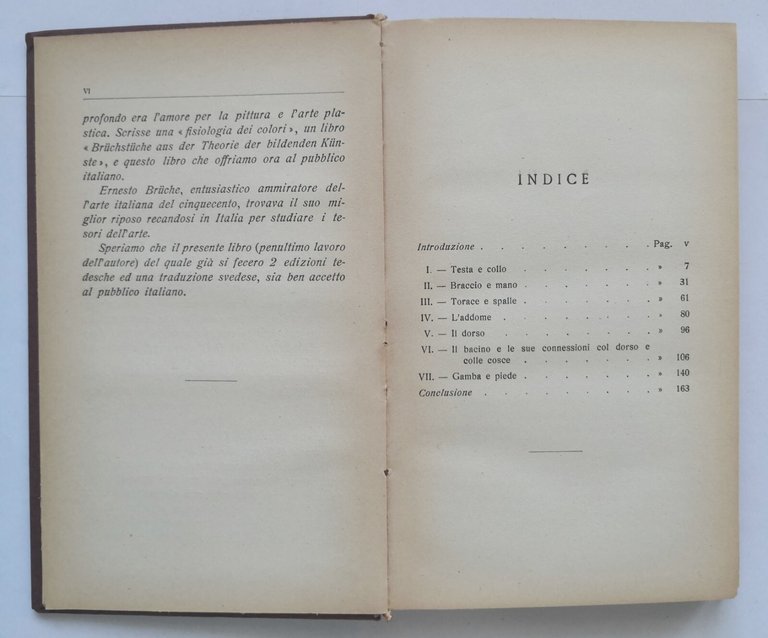 VI
profondo era l'amore per la pittura e l'arte pla-
stica. Scrisse una « fisiologia dei colori », un libro
« Brüchstüche aus der Theorie der bildenden Kün-
ste », e questo libro che offriamo ora al pubblico
italiano.
Ernesto Brüche, entusiastico ammiratore del-
l'arte italiana del cinquecento, trovava il suo mi-
glior riposo recandosi in Italia per studiare i te-
sori dell'arte.
Speriamo che il presente libro (penultimo lavoro
dell'autore) del quale già si fecero 2 edizioni te-
desche ed una traduzione svedese, sia ben accetto
al pubblico italiano.
INDICE
Introduzione . . . . . . . . Pag. V
I. — Testa e collo . . . . . . . » 7
II. — Braccio e mano . . . . . . » 31
III. — Torace e spalle . . . . . . » 61
IV. — L'addome . . . . . . . » 80
V. — Il dorso . . . . . . . » 96
VI. — Il bacino e le sue connessioni col dorso e
colle cosce . . . . . . » 106
VII. — Gamba e piede . . . . . . » 140
Conclusione . . . . . . . . » 163